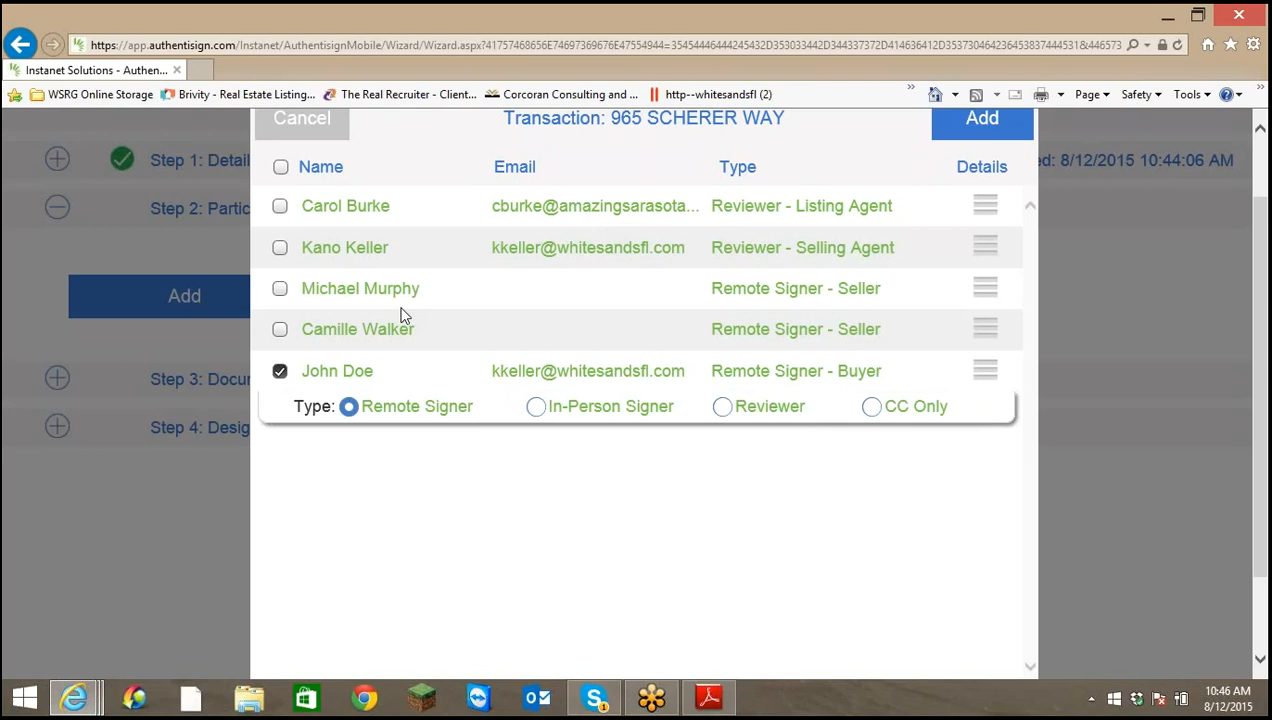 https://app.authentisign.com/Instanet/AuthentisignMobile/Wizard/Wizard.aspx?
Instanet Solutions - Authen...
WSRG Online Storage Brivity - Real Estate Listing... The Real Recruiter - Client... Corcoran Consulting and ... http--whitesandsfl (2) » Page Safety Tools »
Cancel Transaction: 965 SCHERER WAY Add
Name Email Type Details
Step 1: Detail ed: 8/12/2015 10:44:06 AM
Carol Burke cburke@amazingsarasota... Reviewer - Listing Agent
Step 2: Partic
Kano Keller kkeller@whitesandsfl.com Reviewer - Selling Agent
Michael Murphy Remote Signer - Seller
Add
Camille Walker Remote Signer - Seller
John Doe kkeller@whitesandsfl.com Remote Signer - Buyer
Step 3: Docu
Type: Remote Signer In-Person Signer Reviewer CC Only
Step 4: Desig
10:46 AM
8/12/2015